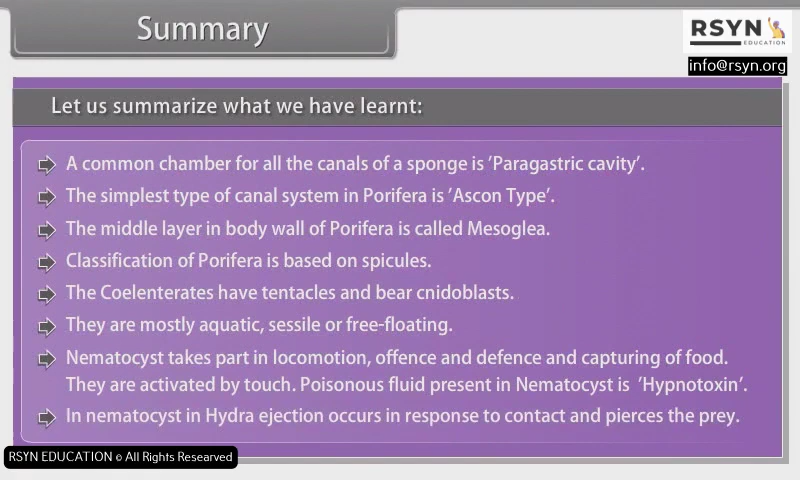 Summary
RSYN
EDUCATION
info@rsyn.org
Let us summarize what we have learnt:
A common chamber for all the canals of a sponge is 'Paragastric cavity'.
The simplest type of canal system in Porifera is 'Ascon Type'.
The middle layer in body wall of Porifera is called Mesoglea.
Classification of Porifera is based on spicules.
The Coelenterates have tentacles and bear cnidoblasts.
They are mostly aquatic, sessile or free-floating.
Nematocyst takes part in locomotion, offence and defence and capturing of food.
They are activated by touch. Poisonous fluid present in Nematocyst is 'Hypnotoxin'.
In nematocyst in Hydra ejection occurs in response to contact and pierces the prey.
RSYN EDUCATION © All Rights Researved